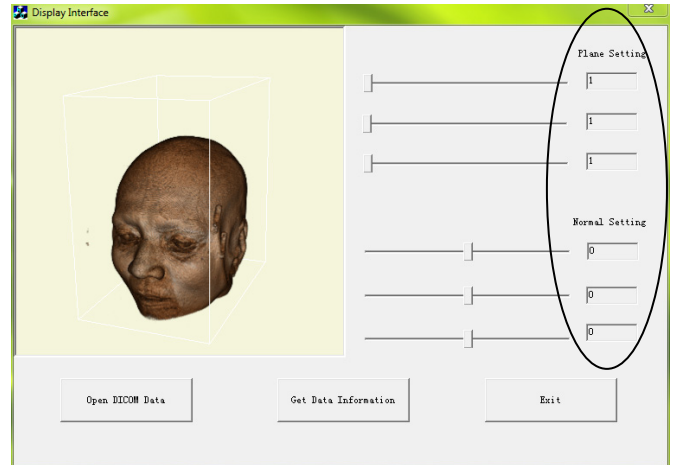 Display Interface
Plane Setting
1
1
1
Normal Setting
0
0
0
Open DICOM Data
Get Data Information
Exit